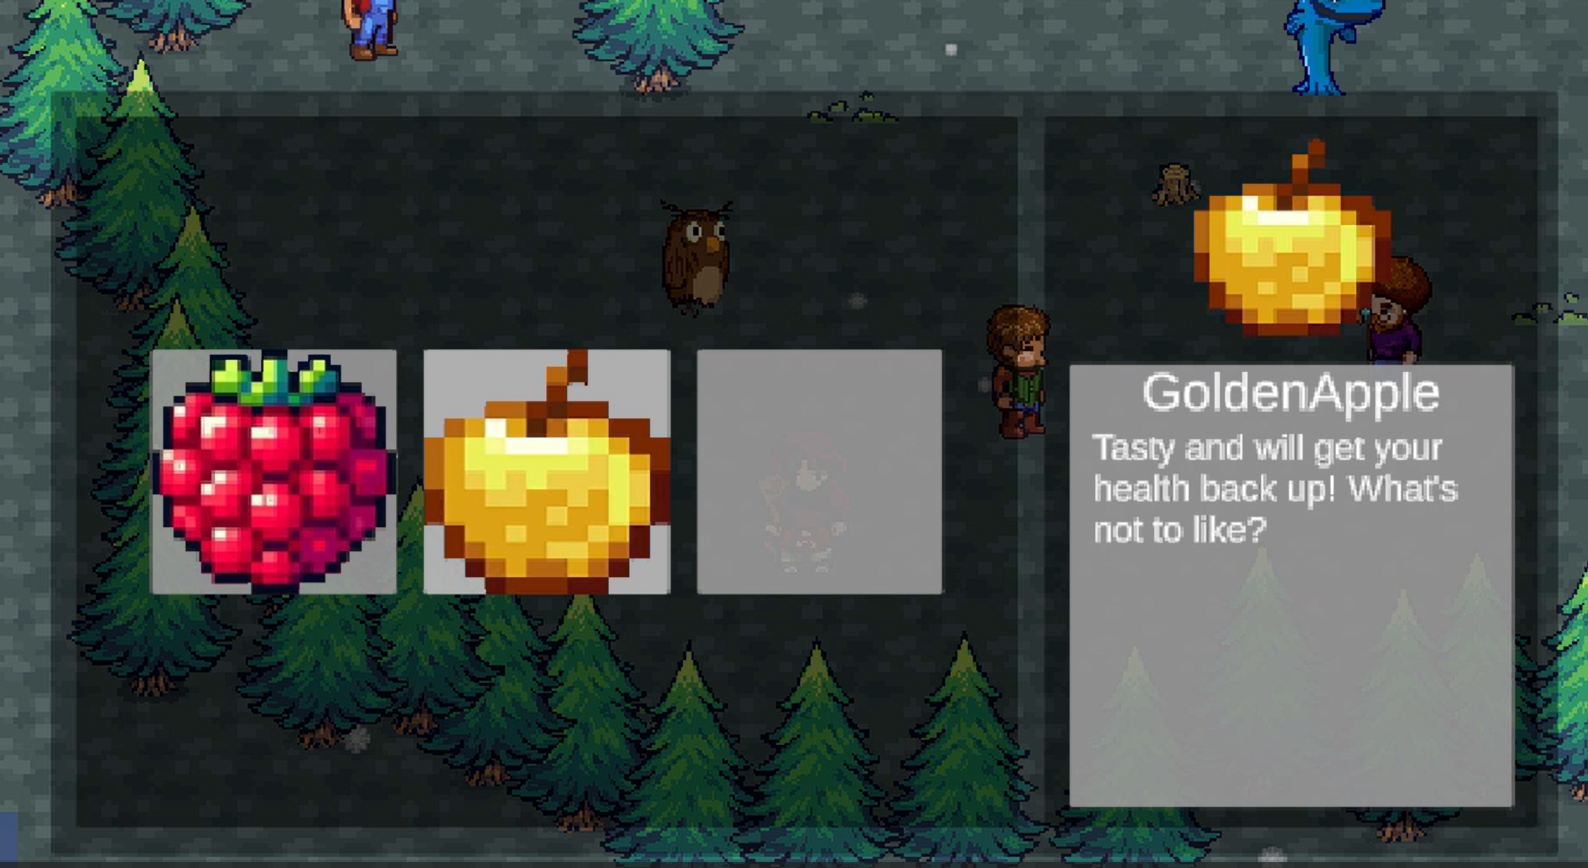 GoldenApple
Tasty and will get your
health back up! What's
not to like?